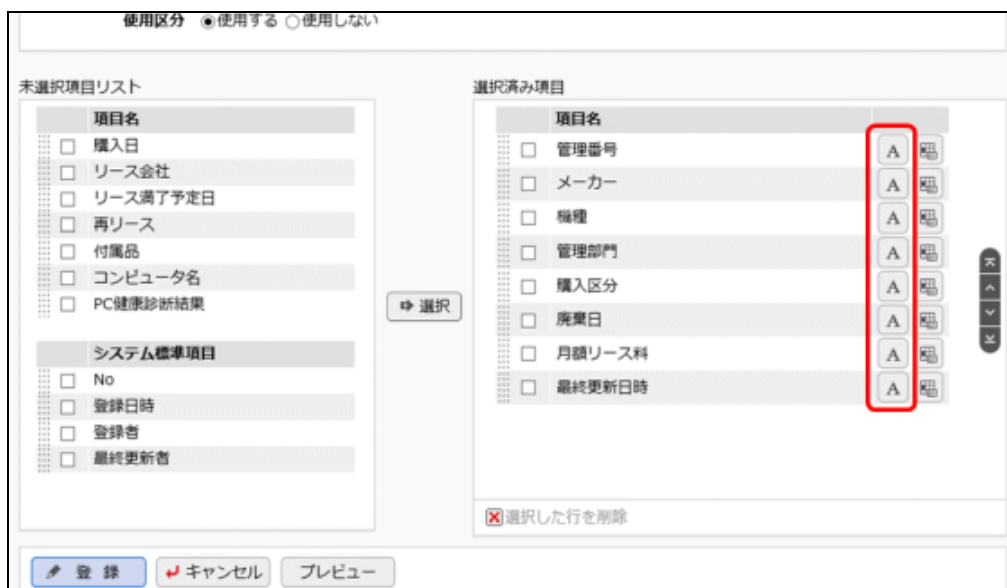 使用区分 使用する 使用しない
未選択項目リスト
項目名
購入日
リース会社
リース満了予定日
再リース
付属品
コンピュータ名
PC健康診断結果
システム標準項目
No
登録日時
登録者
最終更新者
選択
選択済み項目
項目名
管理番号 A
メーカー A
機種 A
管理部門 A
購入区分 A
廃棄日 A
月額リース料 A
最終更新日時 A
選択した行を削除
登 録 キャンセル プレビュー